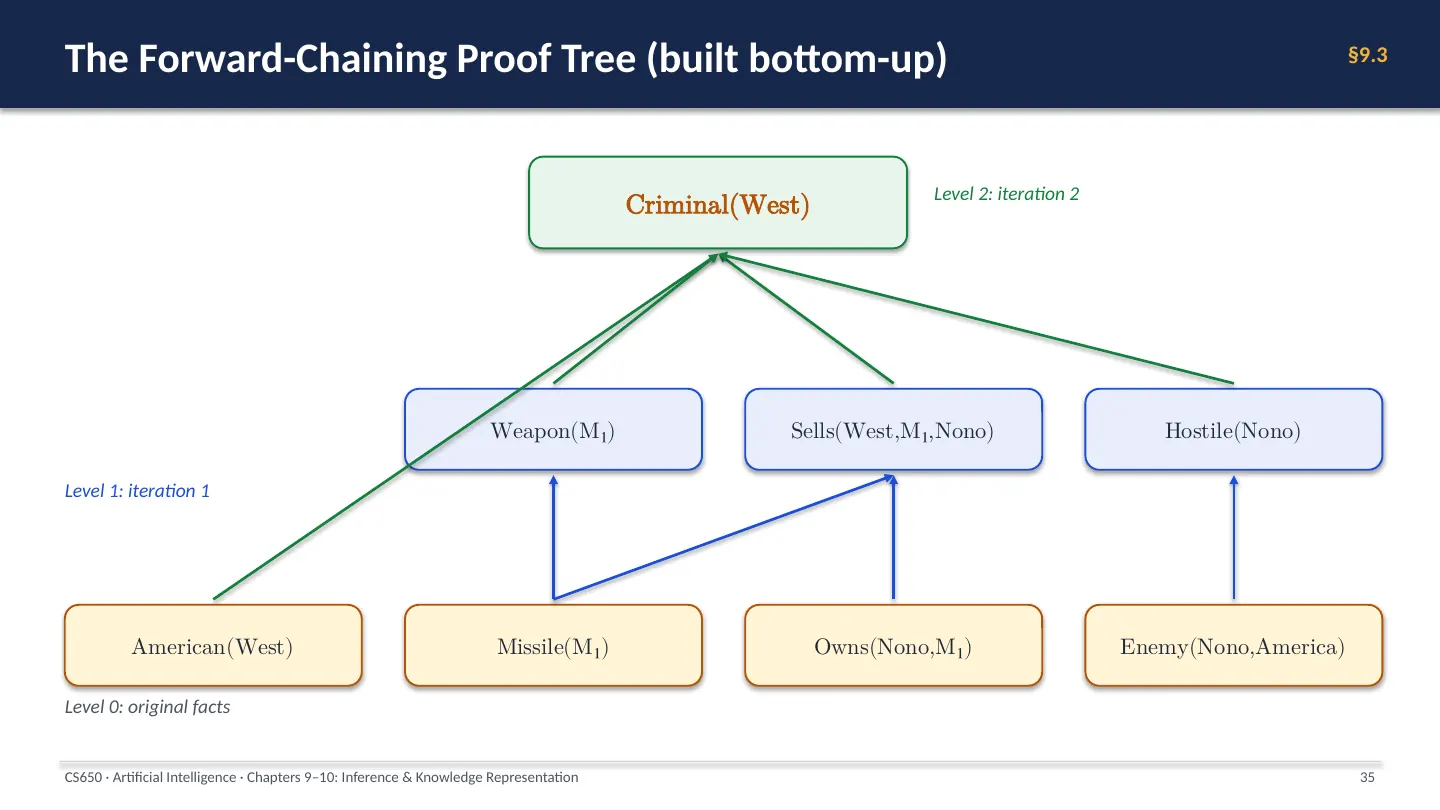 The Forward-Chaining Proof Tree (built bottom-up)
§9.3
Criminal(West)
Level 2: iteration 2
Weapon(M₁)
Sells(West,M₁,Nono)
Hostile(Nono)
Level 1: iteration 1
American(West)
Missile(M₁)
Owns(Nono,M₁)
Enemy(Nono,America)
Level 0: original facts
CS650 · Artificial Intelligence · Chapters 9–10: Inference & Knowledge Representation
35